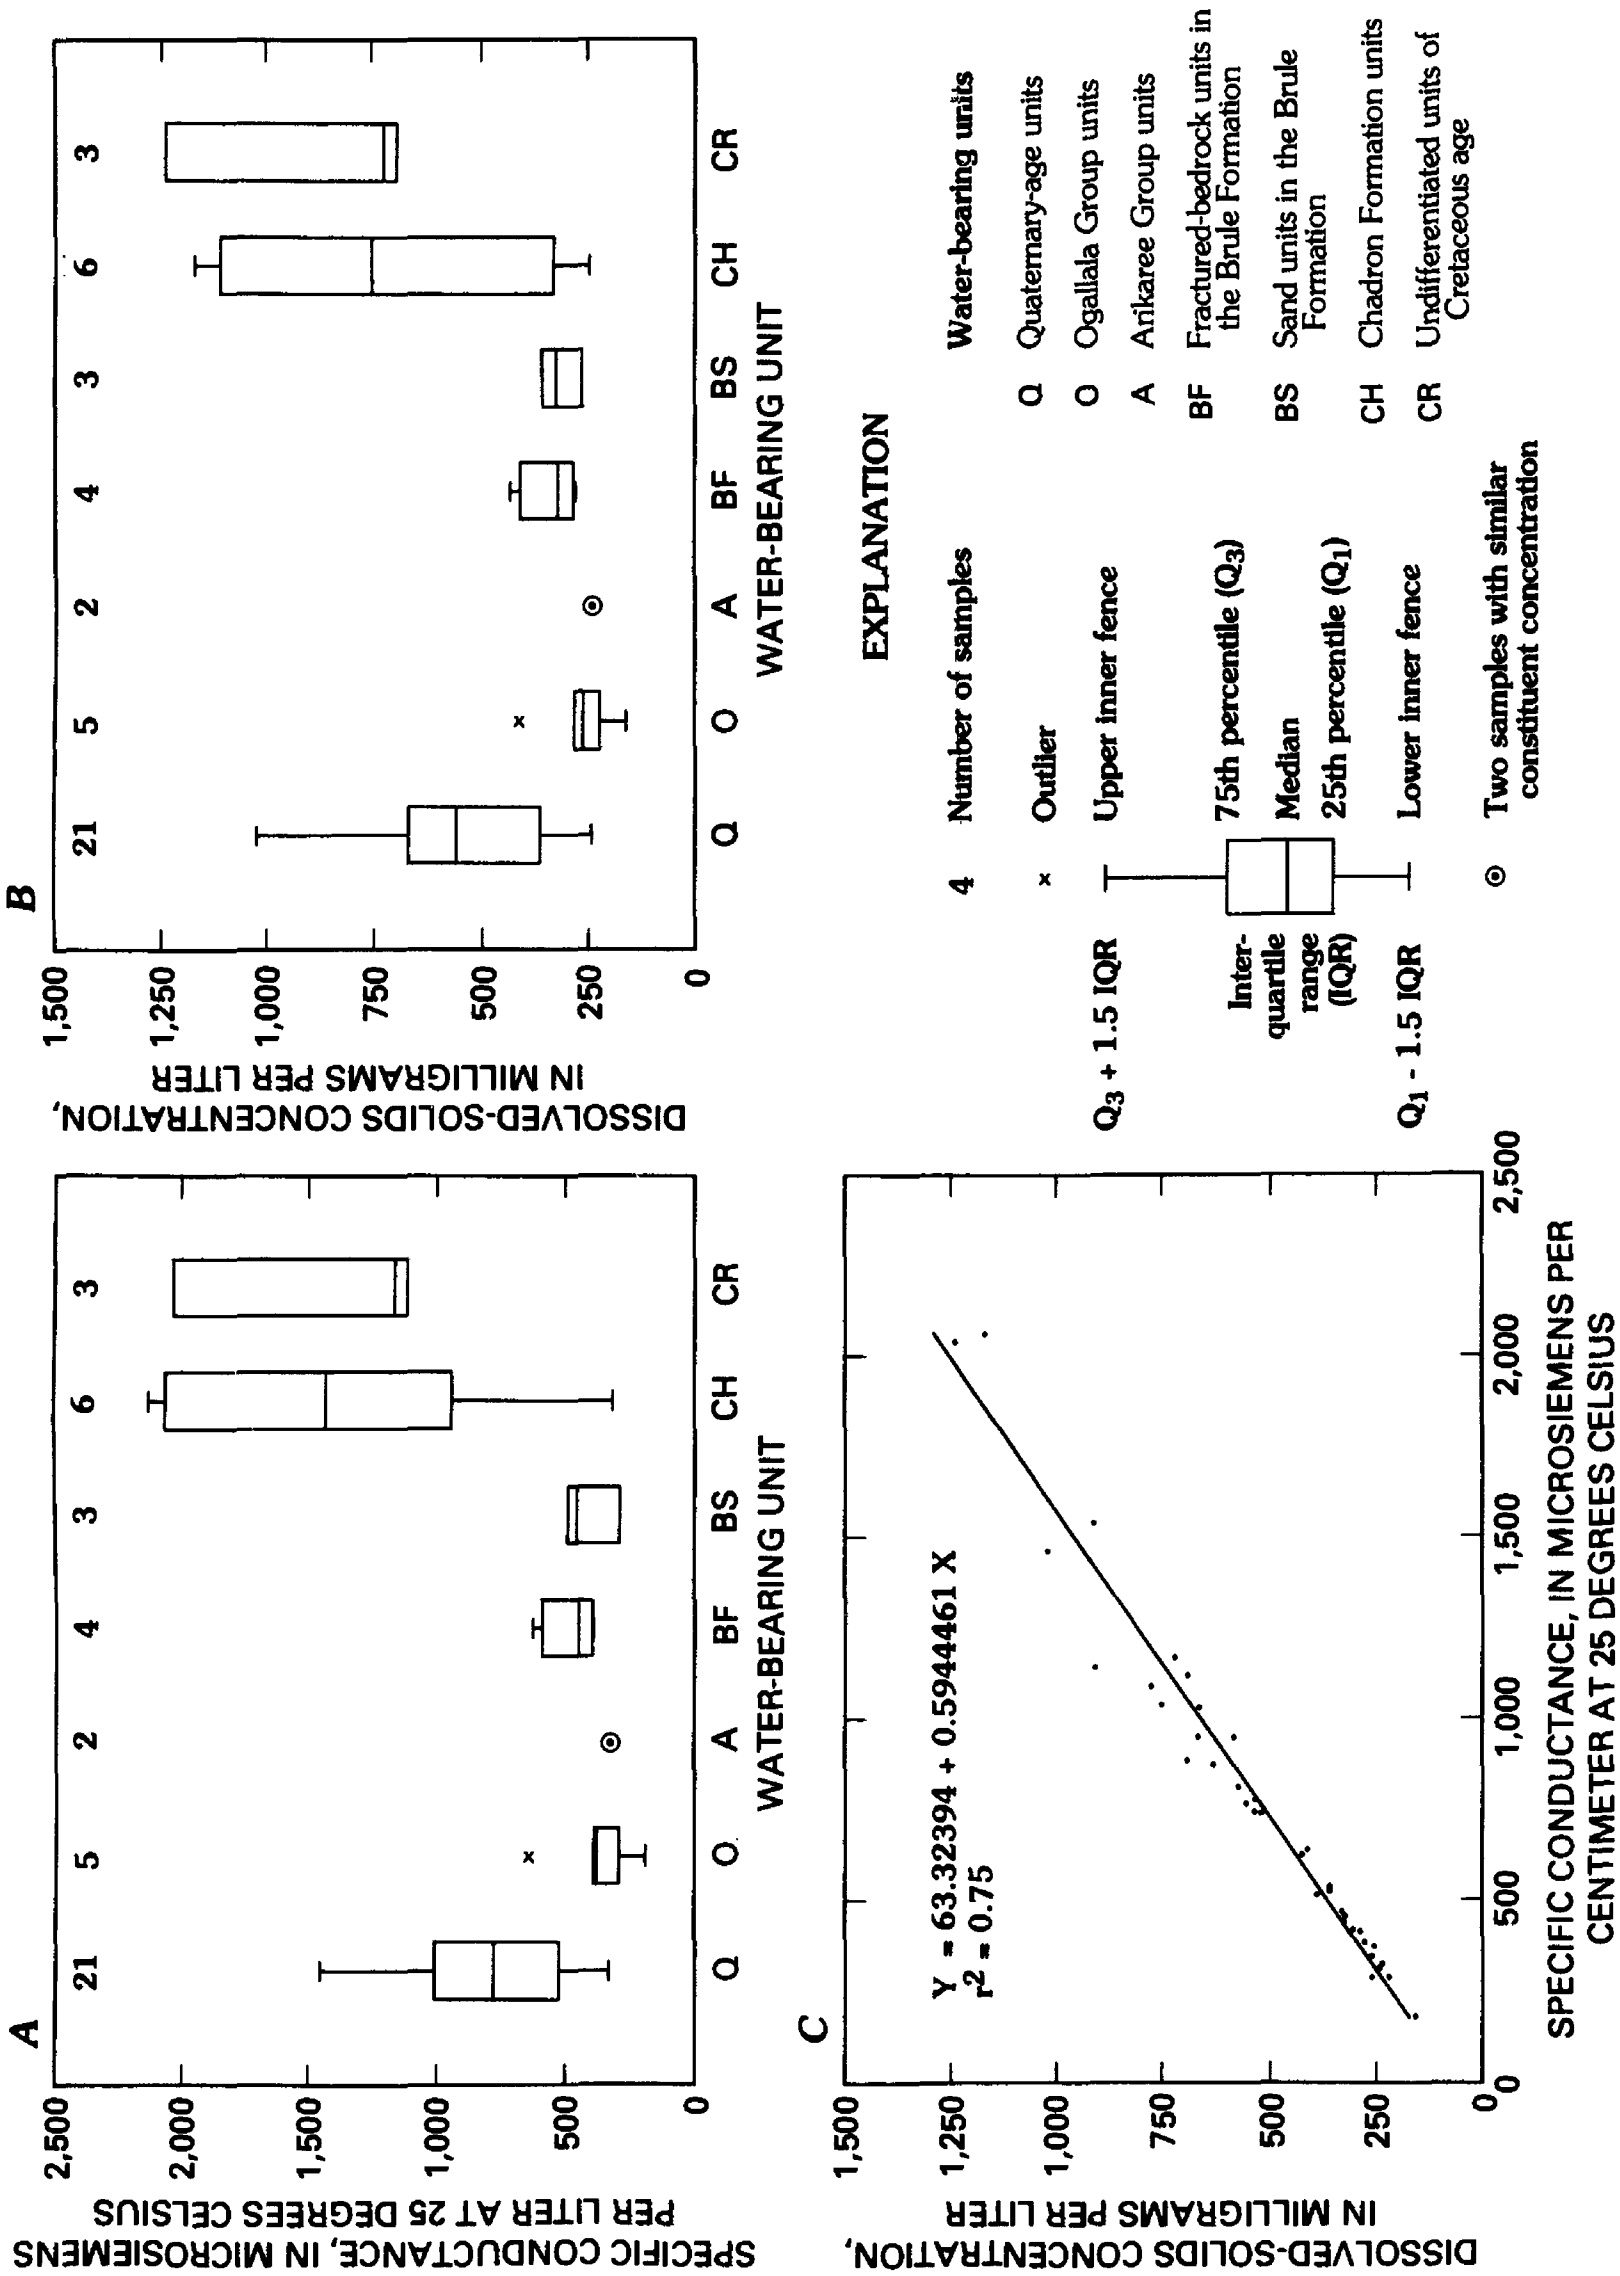 A
SPECIFIC CONDUCTANCE, IN MICROSIEMENS
PER LITER AT 25 DEGREES CELSIUS
2,500
2,000
1,500
1,000
500
0
21 5 2 4 3 6 3
Q O A BF BS CH CR
WATER-BEARING UNIT
B
DISSOLVED-SOLIDS CONCENTRATION,
IN MILLIGRAMS PER LITER
1,500
1,250
1,000
750
500
250
0
21 5 2 4 3 6 3
Q O A BF BS CH CR
WATER-BEARING UNIT
C
DISSOLVED-SOLIDS CONCENTRATION,
IN MILLIGRAMS PER LITER
1,500
1,250
1,000
750
500
250
0
Y = 63.32394 + 0.5944461 X
r2 = 0.75
0 500 1,000 1,500 2,000 2,500
SPECIFIC CONDUCTANCE, IN MICROSIEMENS PER
CENTIMETER AT 25 DEGREES CELSIUS
EXPLANATION
4 Number of samples
x Outlier
Q3 + 1.5 IQR Upper inner fence
Inter-
quartile
range
(IQR)
75th percentile (Q3)
Median
25th percentile (Q1)
Q1 - 1.5 IQR Lower inner fence
Two samples with similar
constituent concentration
Water-bearing units
Q Quaternary-age units
O Ogallala Group units
A Arikaree Group units
BF Fractured-bedrock units in
the Brule Formation
BS Sand units in the Brule
Formation
CH Chadron Formation units
CR Undifferentiated units of
Cretaceous age